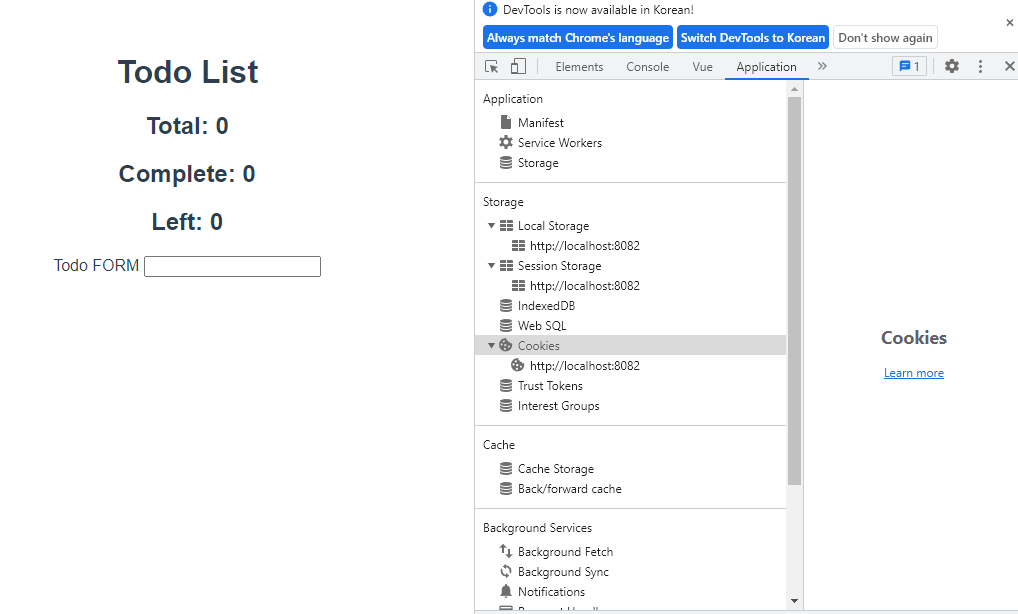 Todo List
Total: 0
Complete: 0
Left: 0
Todo FORM
DevTools is now available in Korean!
Always match Chrome's language Switch DevTools to Korean Don't show again
Elements Console Vue Application 1
Application
Manifest
Service Workers
Storage
Storage
Local Storage
http://localhost:8082
Session Storage
http://localhost:8082
IndexedDB
Web SQL
Cookies
http://localhost:8082
Trust Tokens
Interest Groups
Cache
Cache Storage
Back/forward cache
Background Services
Background Fetch
Background Sync
Notifications
Cookies
Learn more